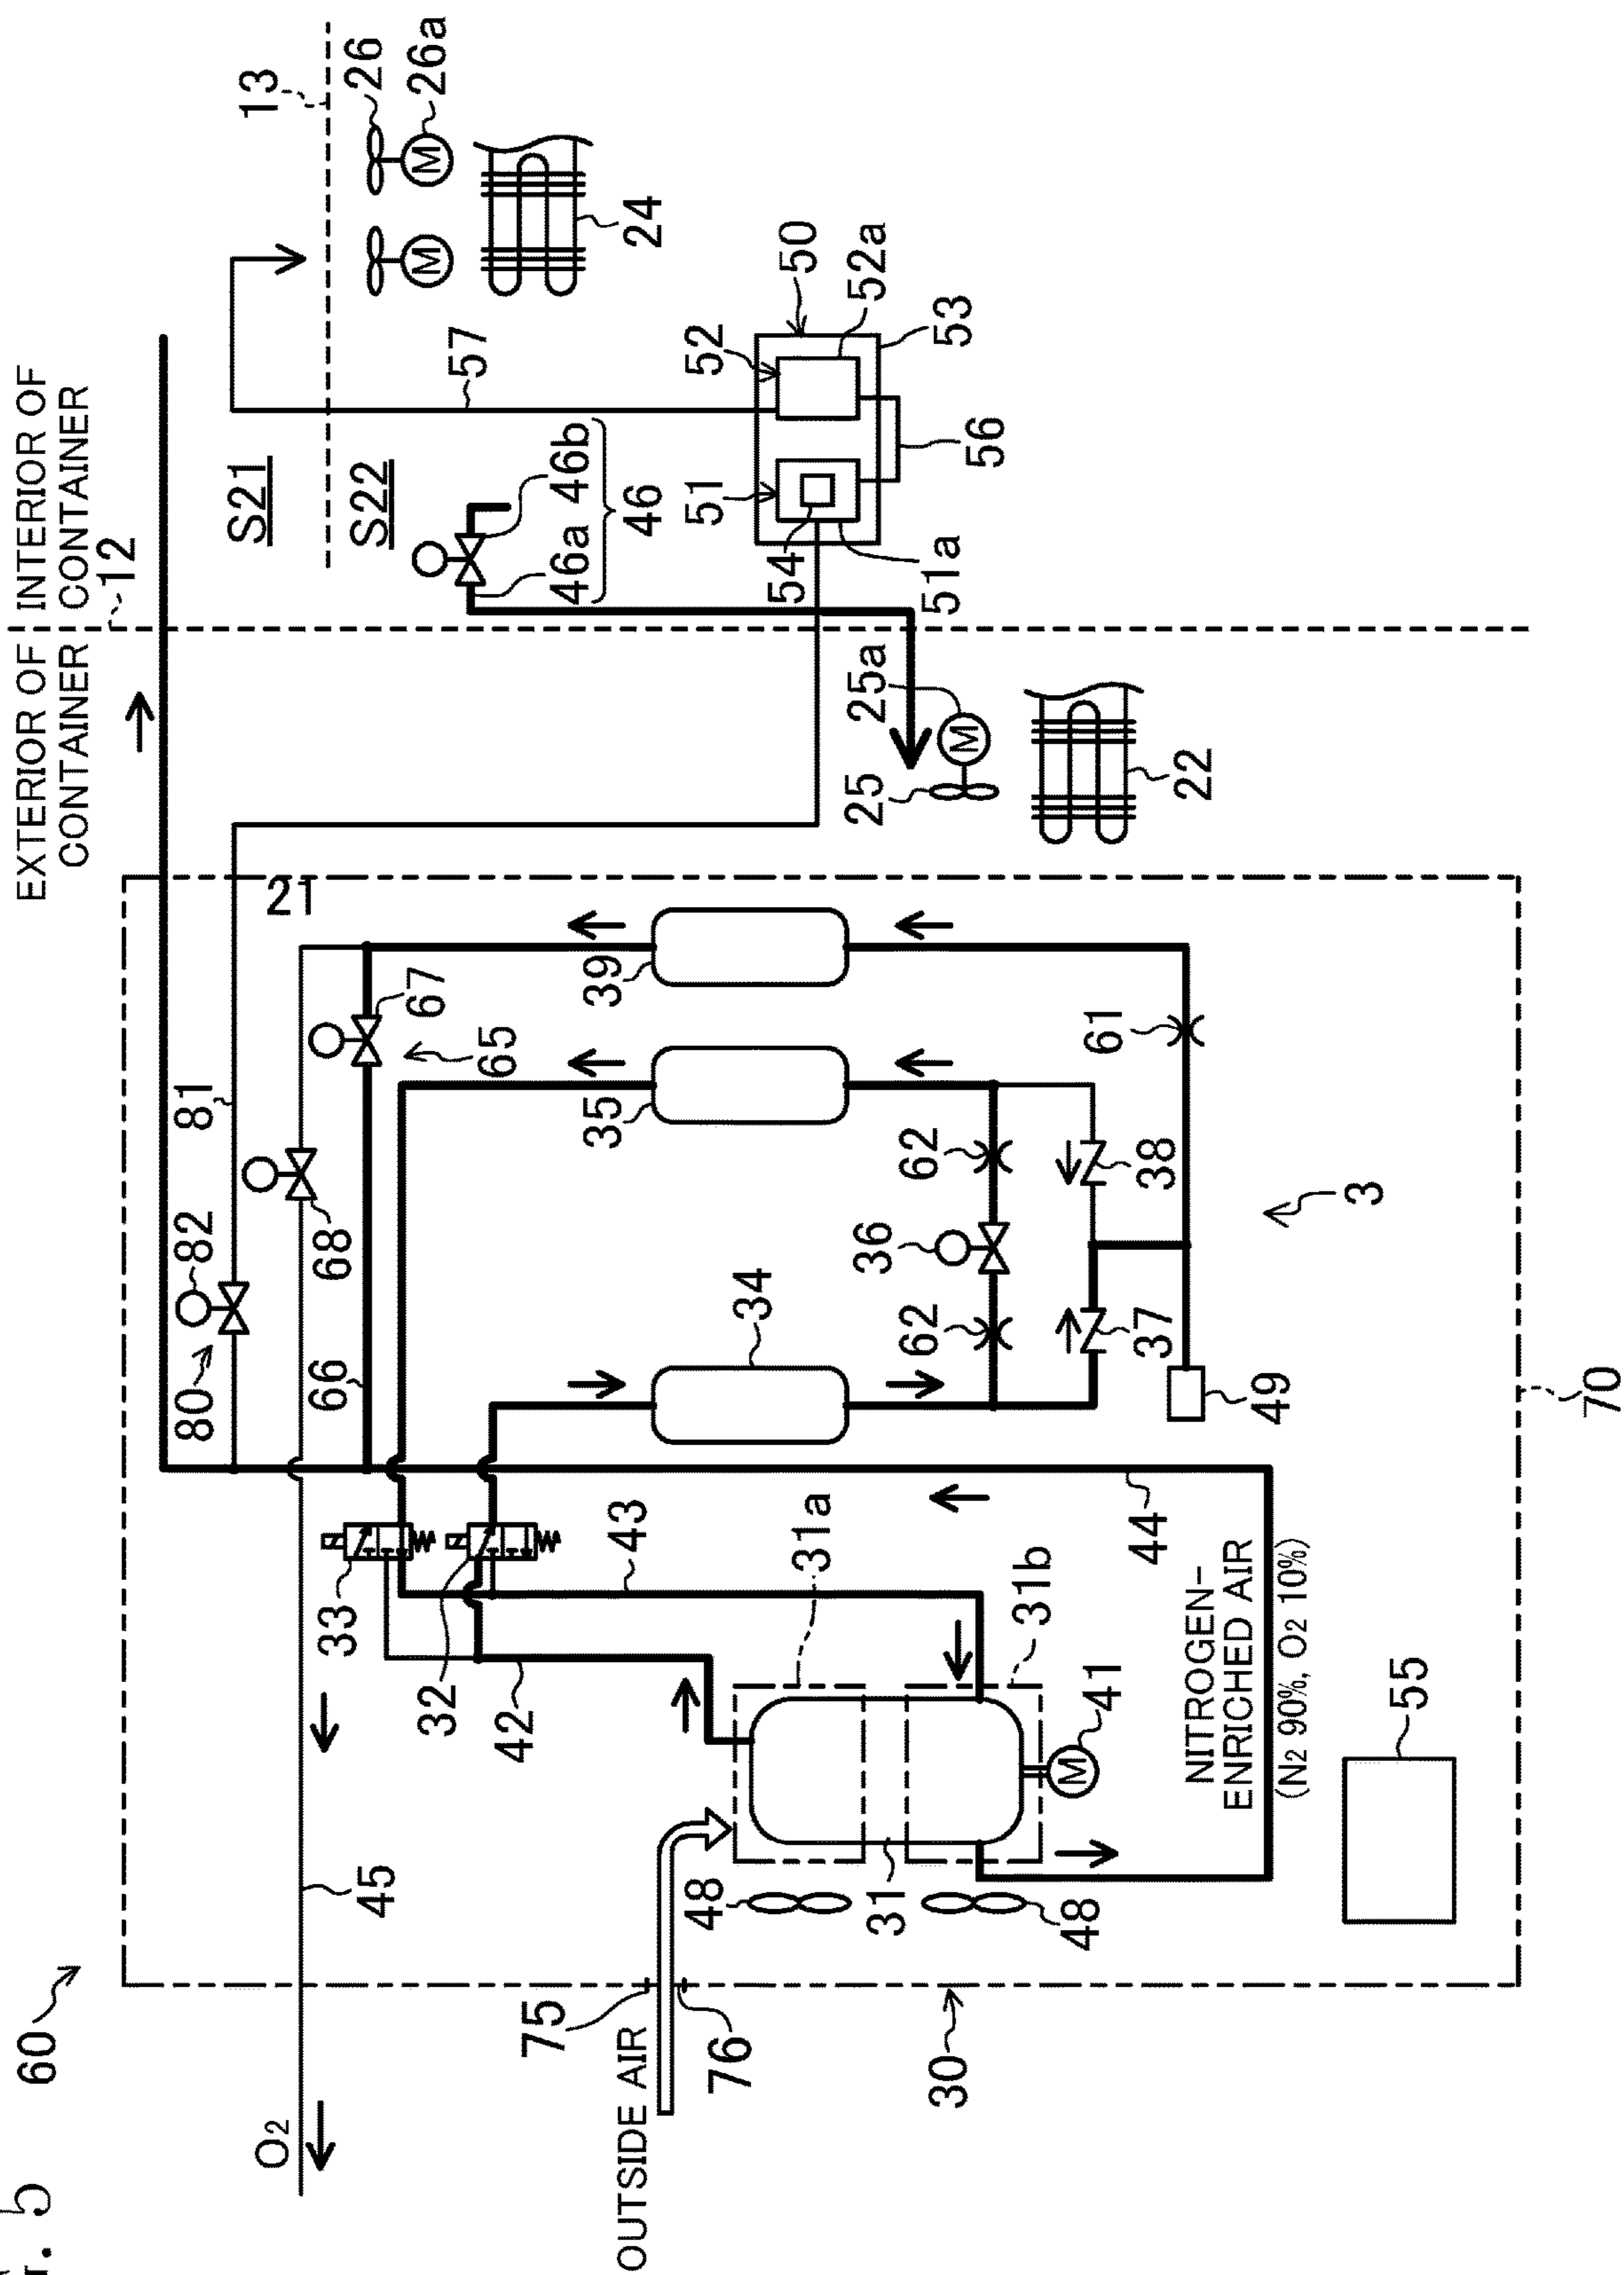 5
60
EXTERIOR OF
CONTAINER
INTERIOR OF
CONTAINER
12
O2
45
80
82
81
21
S21
13
33
66
68
67
S22
26
26a
32
42
65
57
75
76
OUTSIDE AIR
43
46a
46b
46
39
35
24
48
31a
34
54
51
52
50
52a
31
31b
36
62
62
25
25a
51a
53
56
30
48
41
44
37
38
61
22
NITROGEN-
ENRICHED AIR
(N2 90%, O2 10%)
49
3
55
70